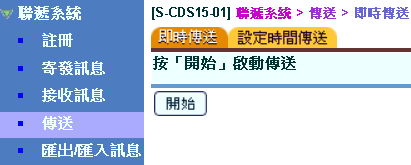 聯遞系統
註冊
寄發訊息
接收訊息
傳送
匯出/匯入訊息
[S-CDS15-01] 聯遞系統 > 傳送 > 即時傳送
即時傳送 設定時間傳送
按「開始」啟動傳送
開始